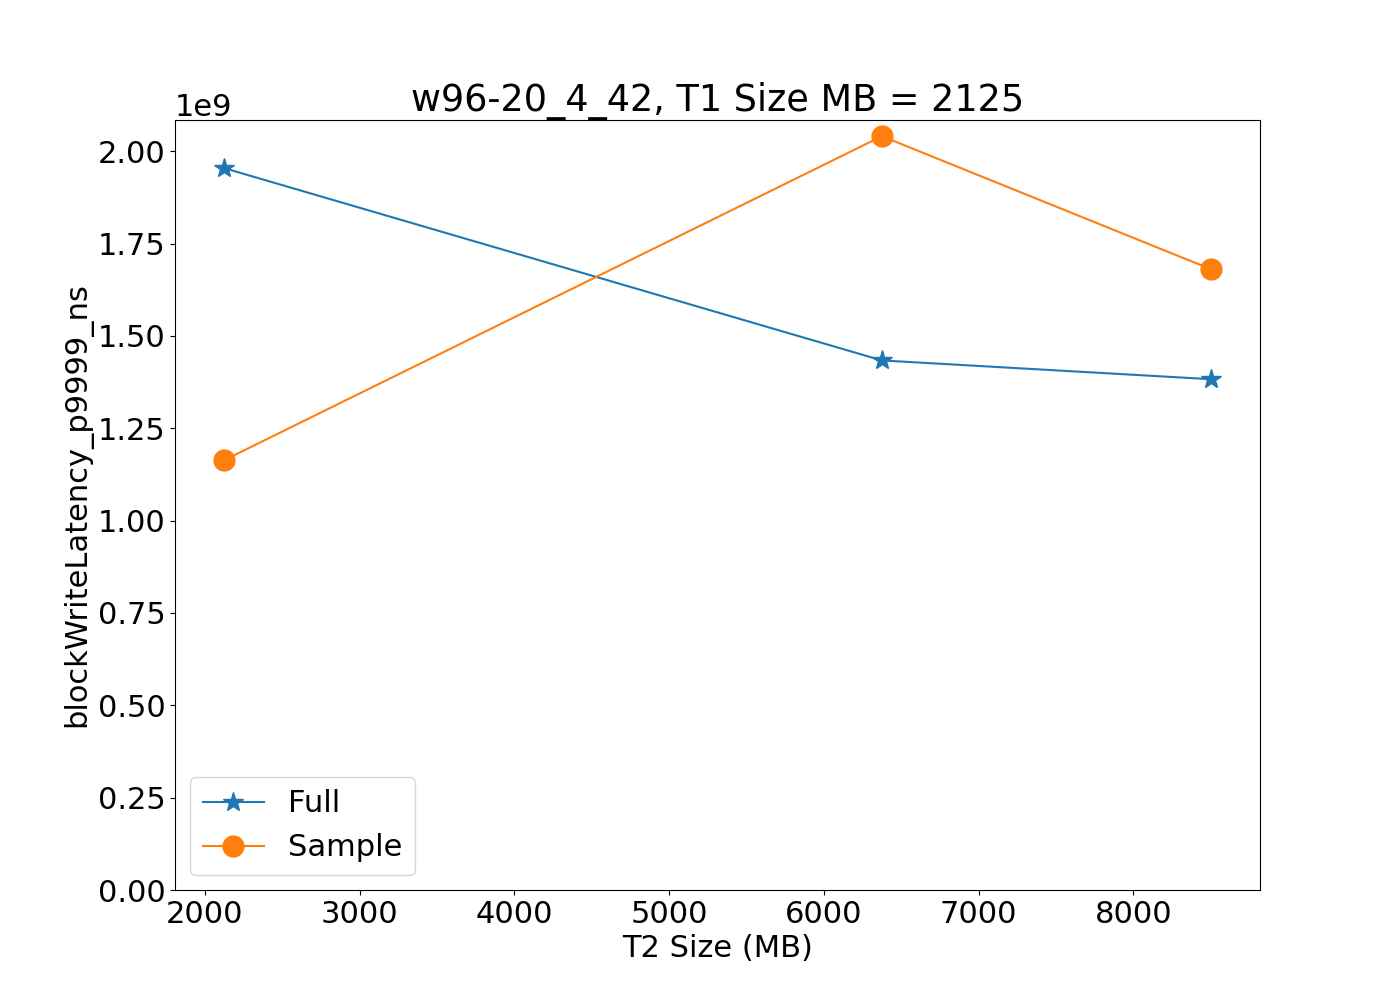 w96-20_4_42, T1 Size MB = 2125
1e9
2.00
1.75
1.50
1.25
1.00
0.75
0.50
0.25
0.00
blockWriteLatency_p9999_ns
Full
Sample
2000 3000 4000 5000 6000 7000 8000
T2 Size (MB)